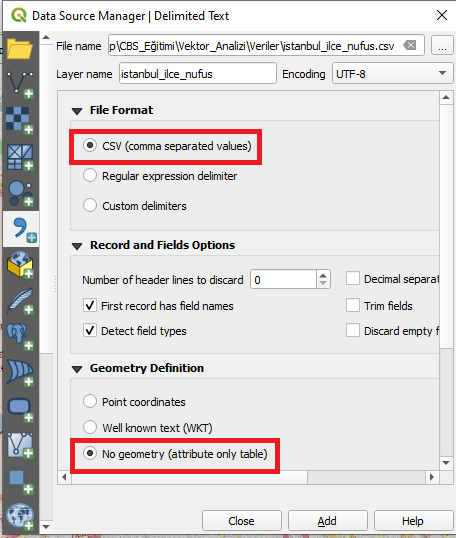 Data Source Manager | Delimited Text
File name p\CBS_Eğitimi\Vektor_Analizi\Veriler\istanbul_ilce_nufus.csv ...
Layer name istanbul_ilce_nufus Encoding UTF-8
File Format
CSV (comma separated values)
Regular expression delimiter
Custom delimiters
Record and Fields Options
Number of header lines to discard 0 Decimal separat
First record has field names Trim fields
Detect field types Discard empty f
Geometry Definition
Point coordinates
Well known text (WKT)
No geometry (attribute only table)
Close Add Help